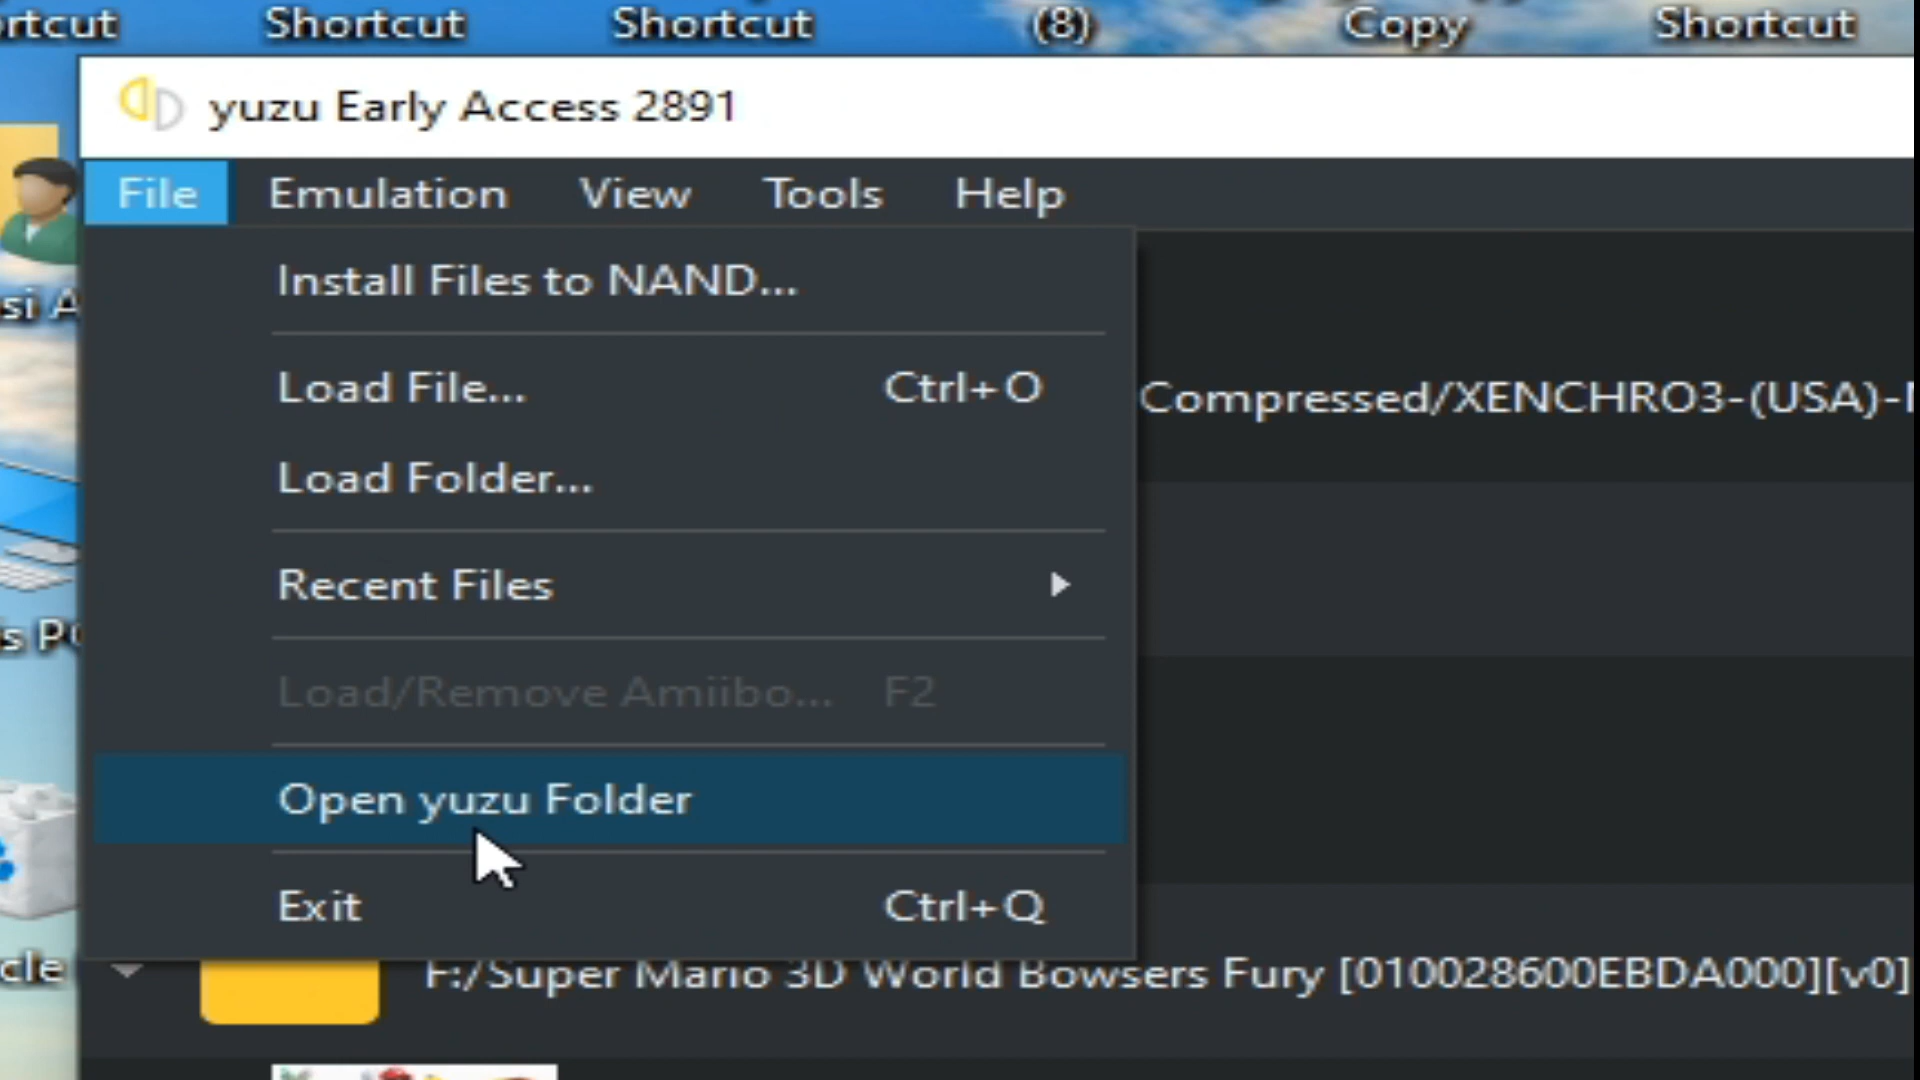 Shortcut
Shortcut
(8)
Copy
Shortcut
yuzu Early Access 2891
File
Emulation
View
Tools
Help
Install Files to NAND...
Load File...
Ctrl+O
Compressed/XENCHRO3-(USA)-
Load Folder...
Recent Files
Load/Remove Amiibo...
F2
Open yuzu Folder
Exit
Ctrl+Q
F:/Super Mario 3D World Bowsers Fury [010028600EBDA000][v0]